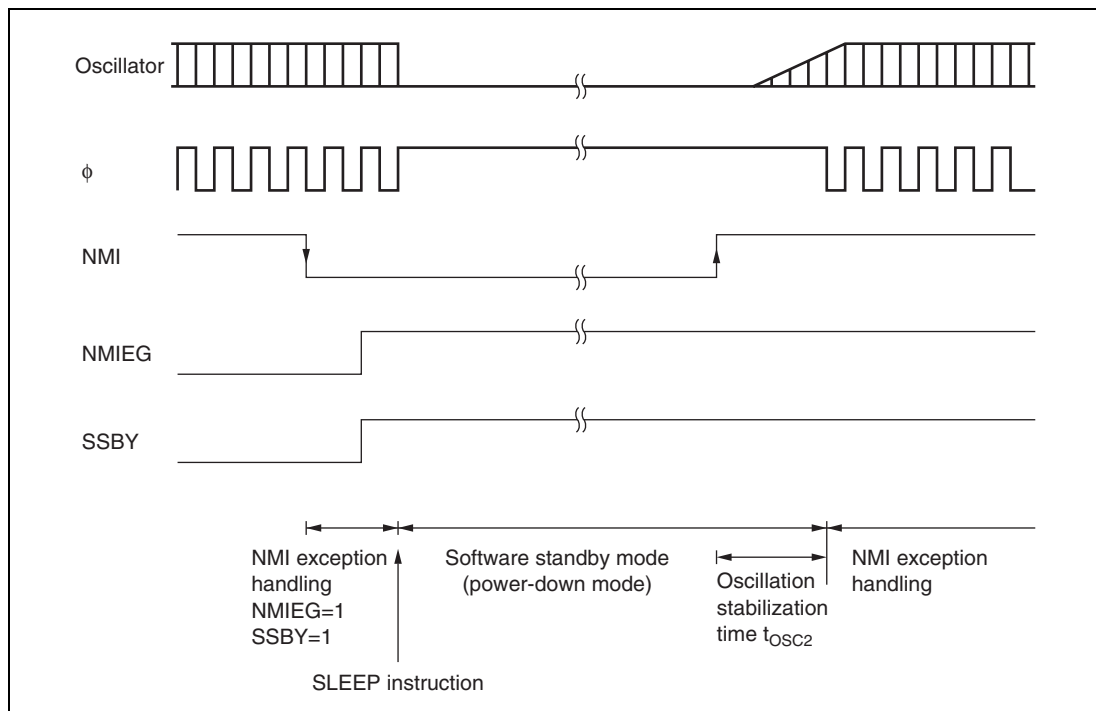 Oscillator
ϕ
NMI
NMIEG
SSBY
NMI exception
handling
NMIEG=1
SSBY=1
SLEEP instruction
Software standby mode
(power-down mode)
Oscillation
stabilization
time tOSC2
NMI exception
handling